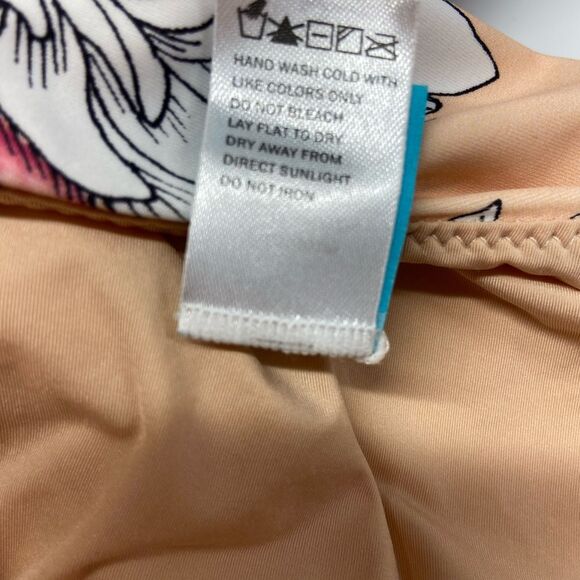 HAND WASH COLD WITH
LIKE COLORS ONLY
DO NOT BLEACH
LAY FLAT TO DRY
DRY AWAY FROM
DIRECT SUNLIGHT
DO NOT IRON